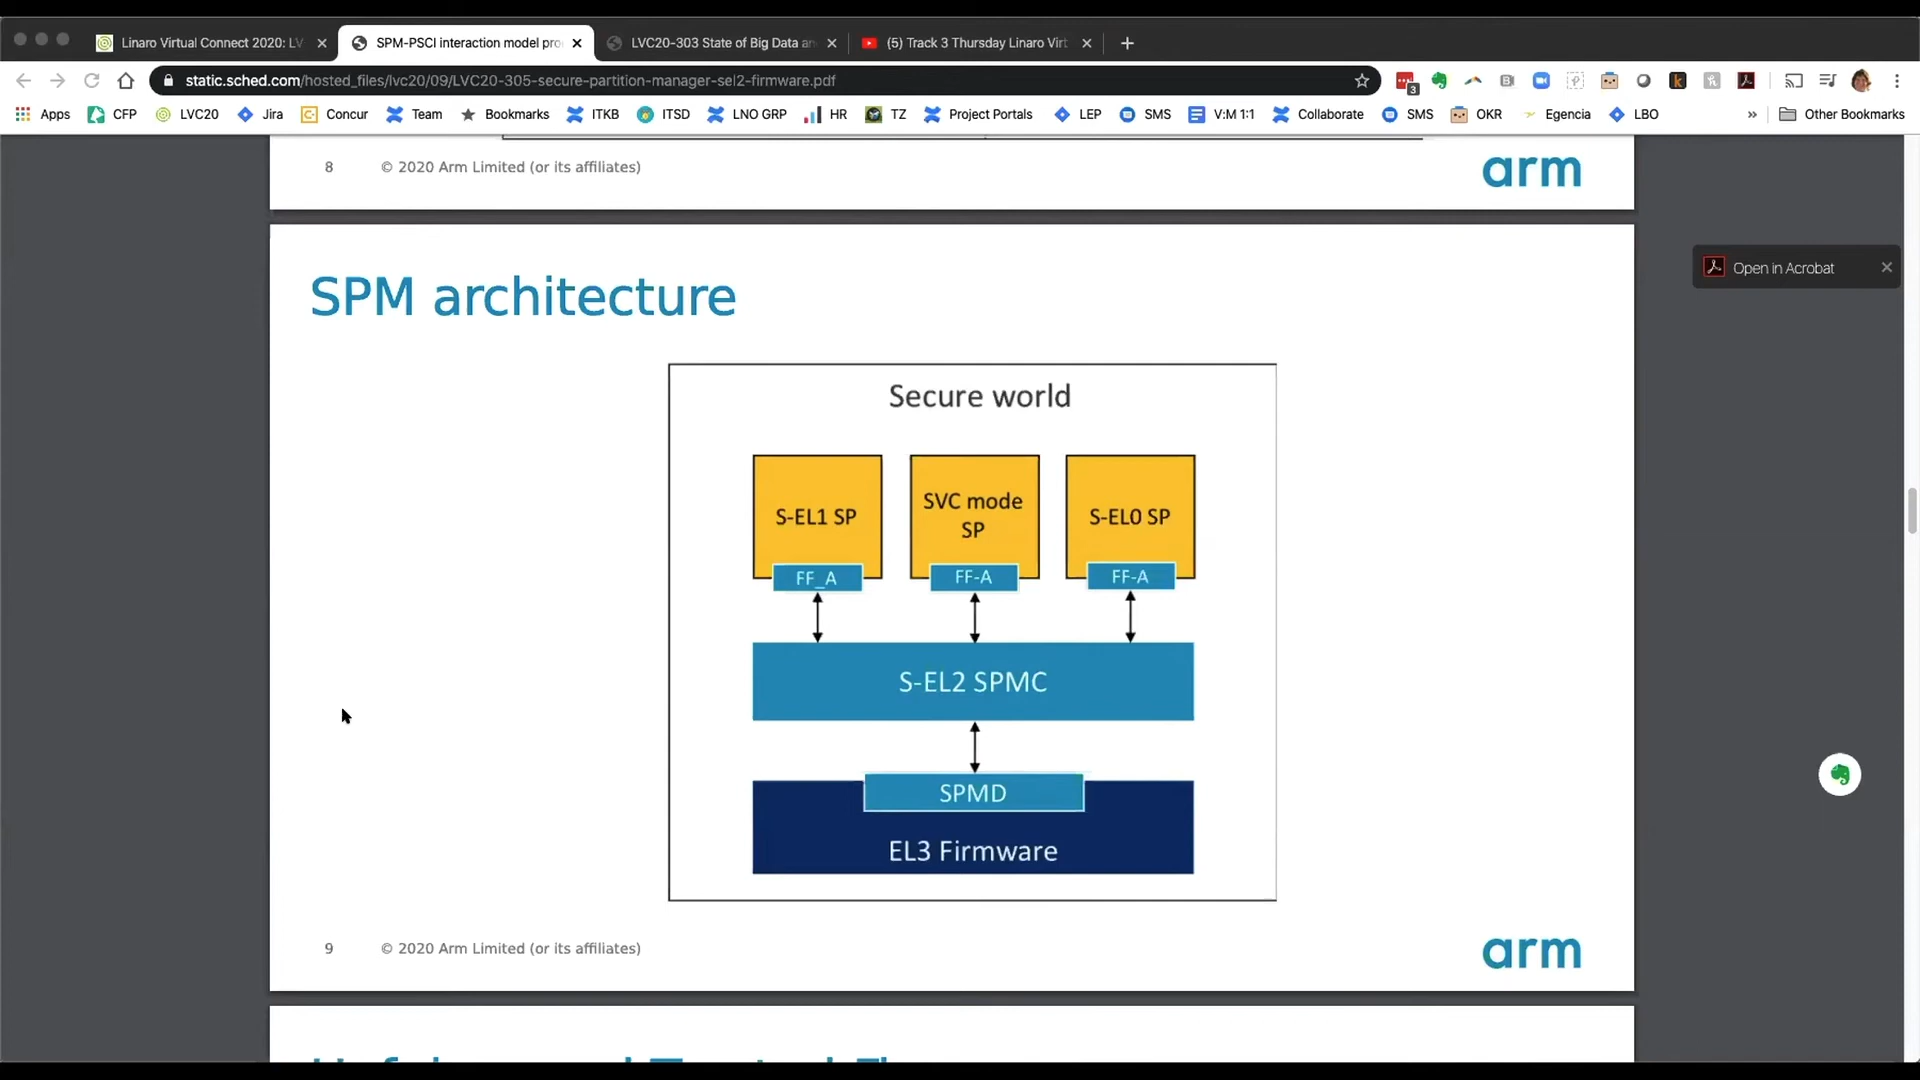 Linaro Virtual Connect 2020: LV
SPM-PSCI interaction model pro
LVC20-303 State of Big Data an
(5) Track 3 Thursday Linaro Virt
static.sched.com/hosted_files/lvc20/09/LVC20-305-secure-partition-manager-sel2-firmware.pdf
3
Apps CFP LVC20 Jira Concur Team Bookmarks ITKB ITSD LNO GRP HR TZ Project Portals LEP SMS V:M 1:1 Collaborate SMS OKR Egencia LBO » Other Bookmarks
8 © 2020 Arm Limited (or its affiliates)
arm
Open in Acrobat
SPM architecture
Secure world
S-EL1 SP
SVC mode
SP
S-EL0 SP
FF_A
FF-A
FF-A
S-EL2 SPMC
SPMD
EL3 Firmware
9 © 2020 Arm Limited (or its affiliates)
arm